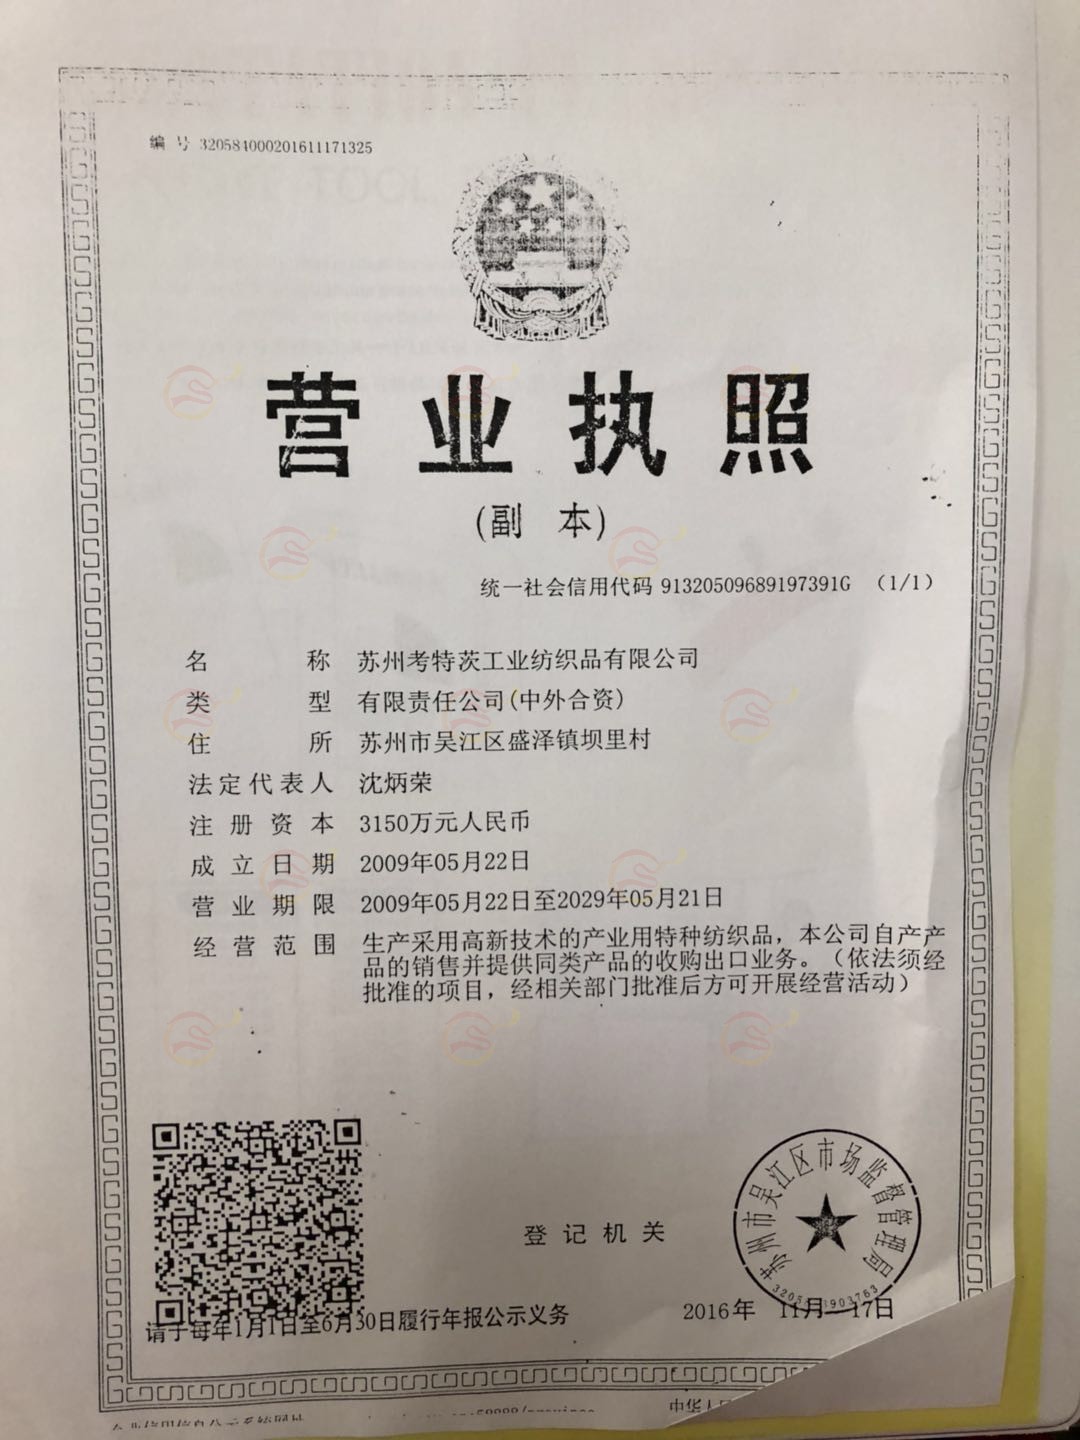 编 号 320584000201611171325
营业执照
(副 本)
统一社会信用代码 91320509689197391G （1/1）
名 称 苏州考特茨工业纺织品有限公司
类 型 有限责任公司(中外合资)
住 所 苏州市吴江区盛泽镇坝里村
法定代表人 沈炳荣
注册资本 3150万元人民币
成立日期 2009年05月22日
营业期限 2009年05月22日至2029年05月21日
经营范围 生产采用高新技术的产业用特种纺织品，本公司自产产
品的销售并提供同类产品的收购出口业务。（依法须经
批准的项目，经相关部门批准后方可开展经营活动）
苏州市吴江区市场监督管理局
登记机关
2016年 11月 17日
请于每年1月1日至6月30日履行年报公示义务